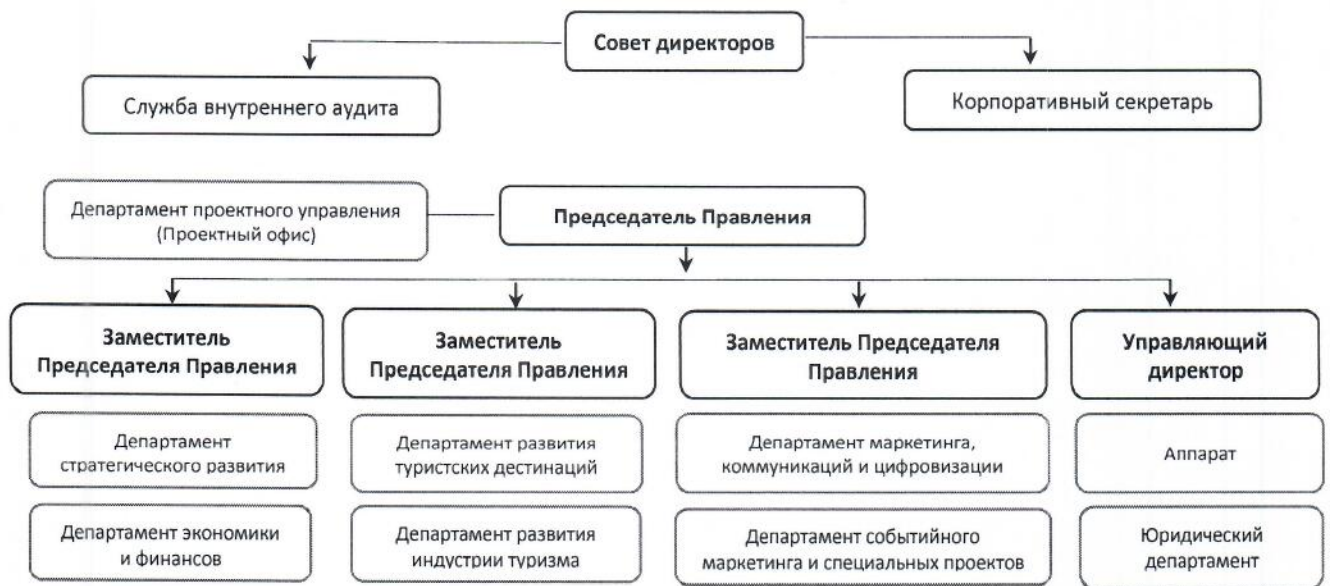 Совет директоров
Служба внутреннего аудита
Корпоративный секретарь
Департамент проектного управления
(Проектный офис)
Председатель Правления
Заместитель
Председателя Правления
Заместитель
Председателя Правления
Заместитель Председателя
Правления
Управляющий
директор
Департамент
стратегического развития
Департамент развития
туристских дестинаций
Департамент маркетинга,
коммуникаций и цифровизации
Аппарат
Департамент экономики
и финансов
Департамент развития
индустрии туризма
Департамент событийного
маркетинга и специальных проектов
Юридический
департамент